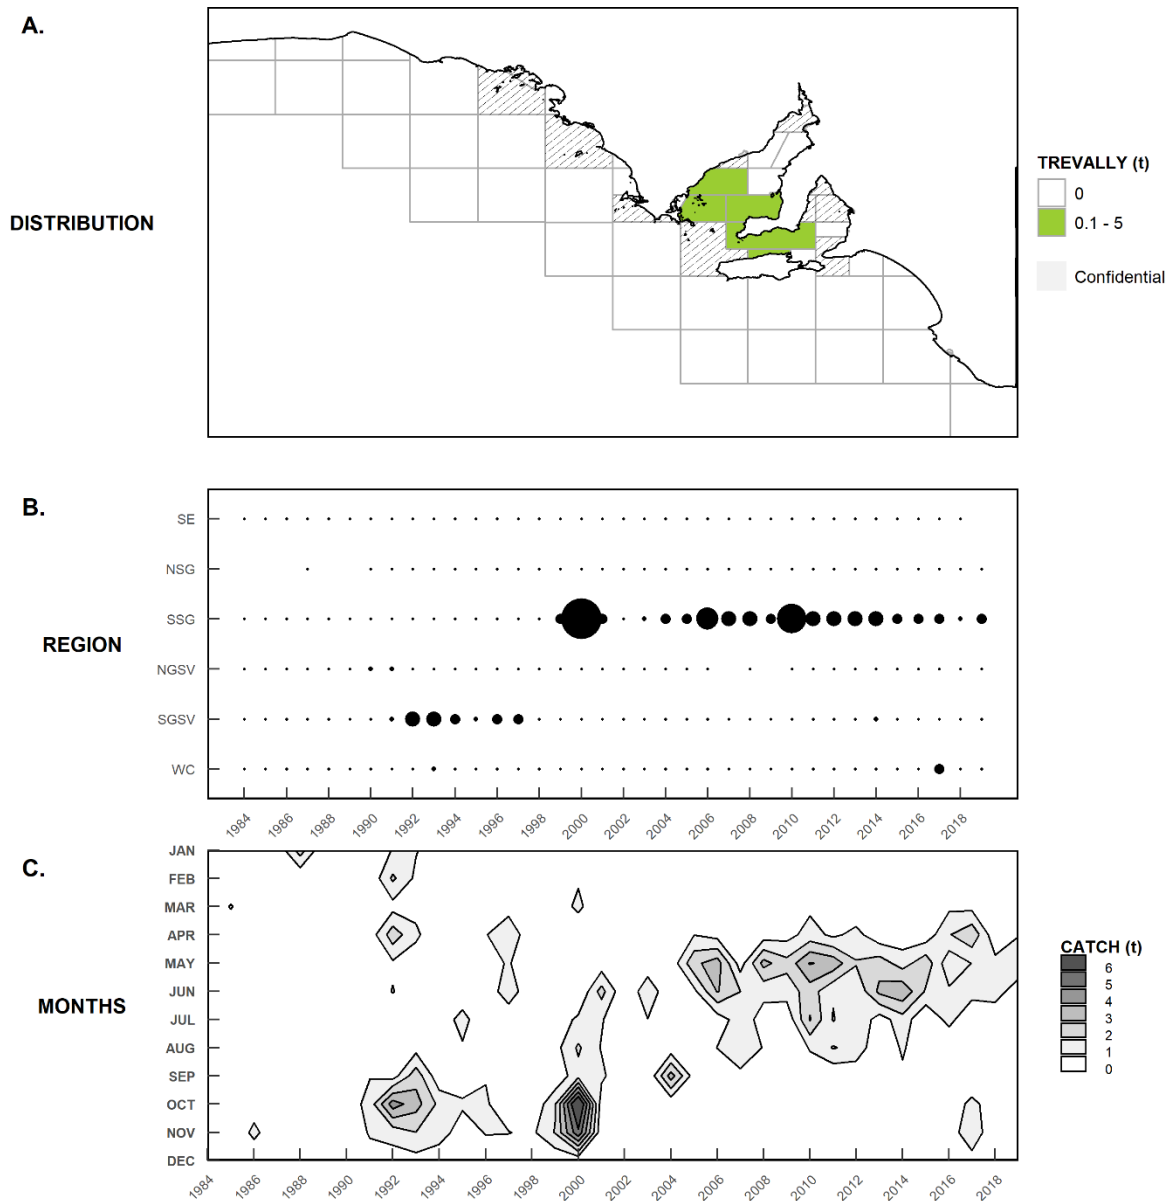 A.
DISTRIBUTION
TREVALLY (t)
0
0.1 - 5
Confidential
B.
REGION
SE
NSG
SSG
NGSV
SGSV
WC
1984 1986 1988 1990 1992 1994 1996 1998 2000 2002 2004 2006 2008 2010 2012 2014 2016 2018
C.
MONTHS
JAN
FEB
MAR
APR
MAY
JUN
JUL
AUG
SEP
OCT
NOV
DEC
1984 1986 1988 1990 1992 1994 1996 1998 2000 2002 2004 2006 2008 2010 2012 2014 2016 2018
CATCH (t)
6
5
4
3
2
1
0